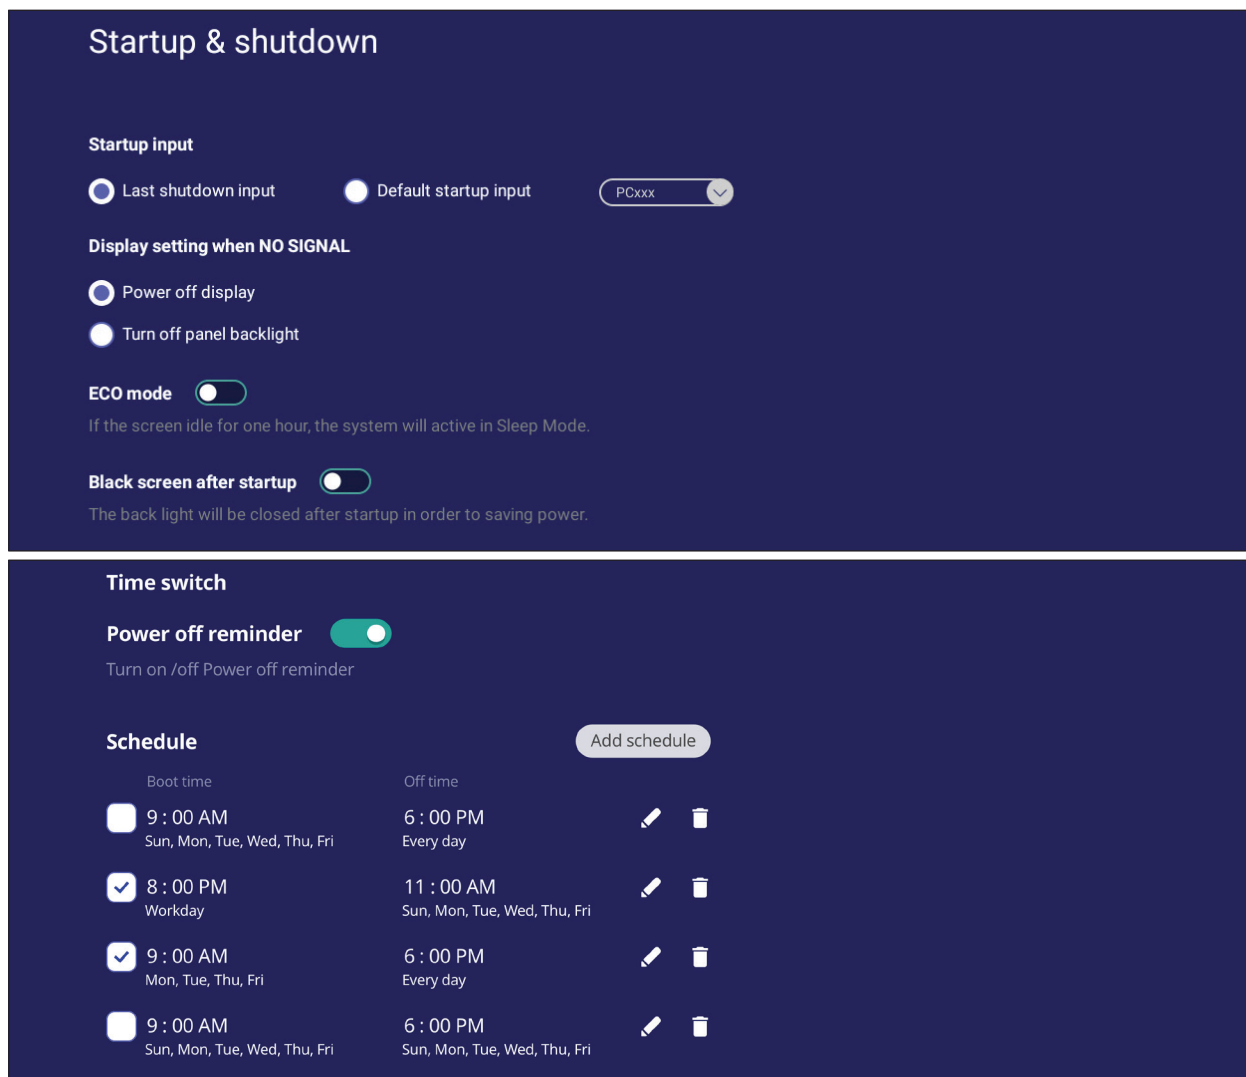 Startup & shutdown
Startup input
Last shutdown input Default startup input PCxxx
Display setting when NO SIGNAL
Power off display
Turn off panel backlight
ECO mode
If the screen idle for one hour, the system will active in Sleep Mode.
Black screen after startup
The back light will be closed after startup in order to saving power.
Time switch
Power off reminder
Turn on /off Power off reminder
Schedule Add schedule
Boot time Off time
9 : 00 AM 6 : 00 PM
Sun, Mon, Tue, Wed, Thu, Fri Every day
8 : 00 PM 11 : 00 AM
Workday Sun, Mon, Tue, Wed, Thu, Fri
9 : 00 AM 6 : 00 PM
Mon, Tue, Thu, Fri Every day
9 : 00 AM 6 : 00 PM
Sun, Mon, Tue, Wed, Thu, Fri Sun, Mon, Tue, Wed, Thu, Fri